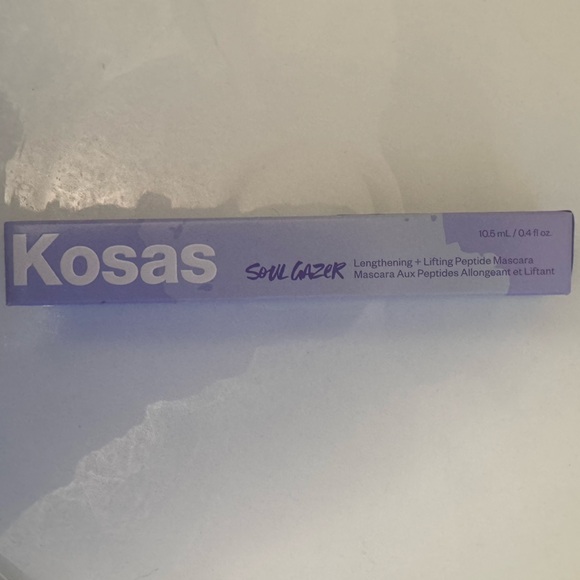 Kosas
SOUL GAZER
Lengthening + Lifting Peptide Mascara
Mascara Aux Peptides Allongeant et Liftant
10.5 mL / 0.4 fl oz.